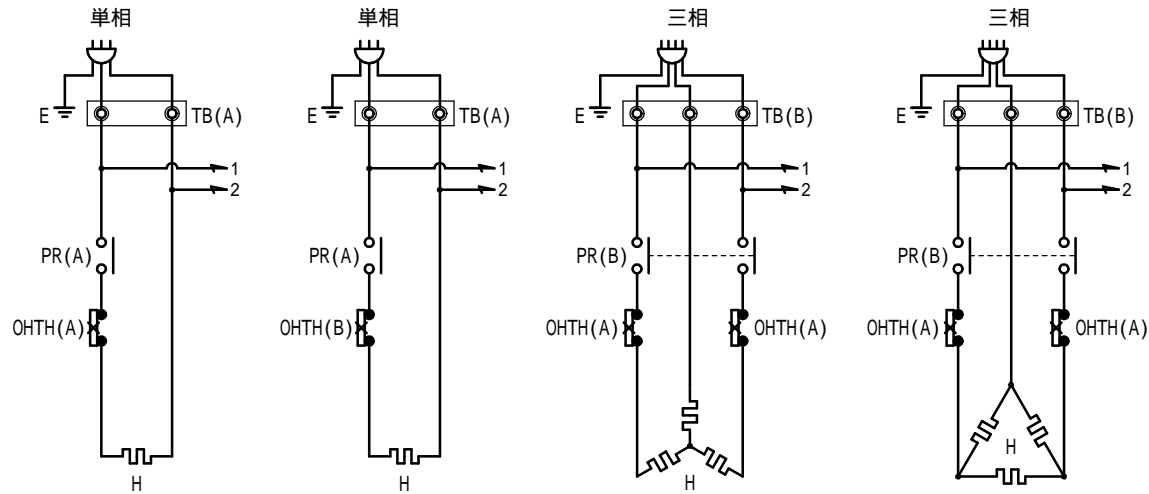 単相
単相
三相
三相
E
TB(A)
E
TB(A)
E
TB(B)
E
TB(B)
1
1
1
1
2
2
2
2
PR(A)
PR(A)
PR(B)
PR(B)
OHTH(A)
OHTH(B)
OHTH(A)
OHTH(A)
OHTH(A)
OHTH(A)
H
H
H
H